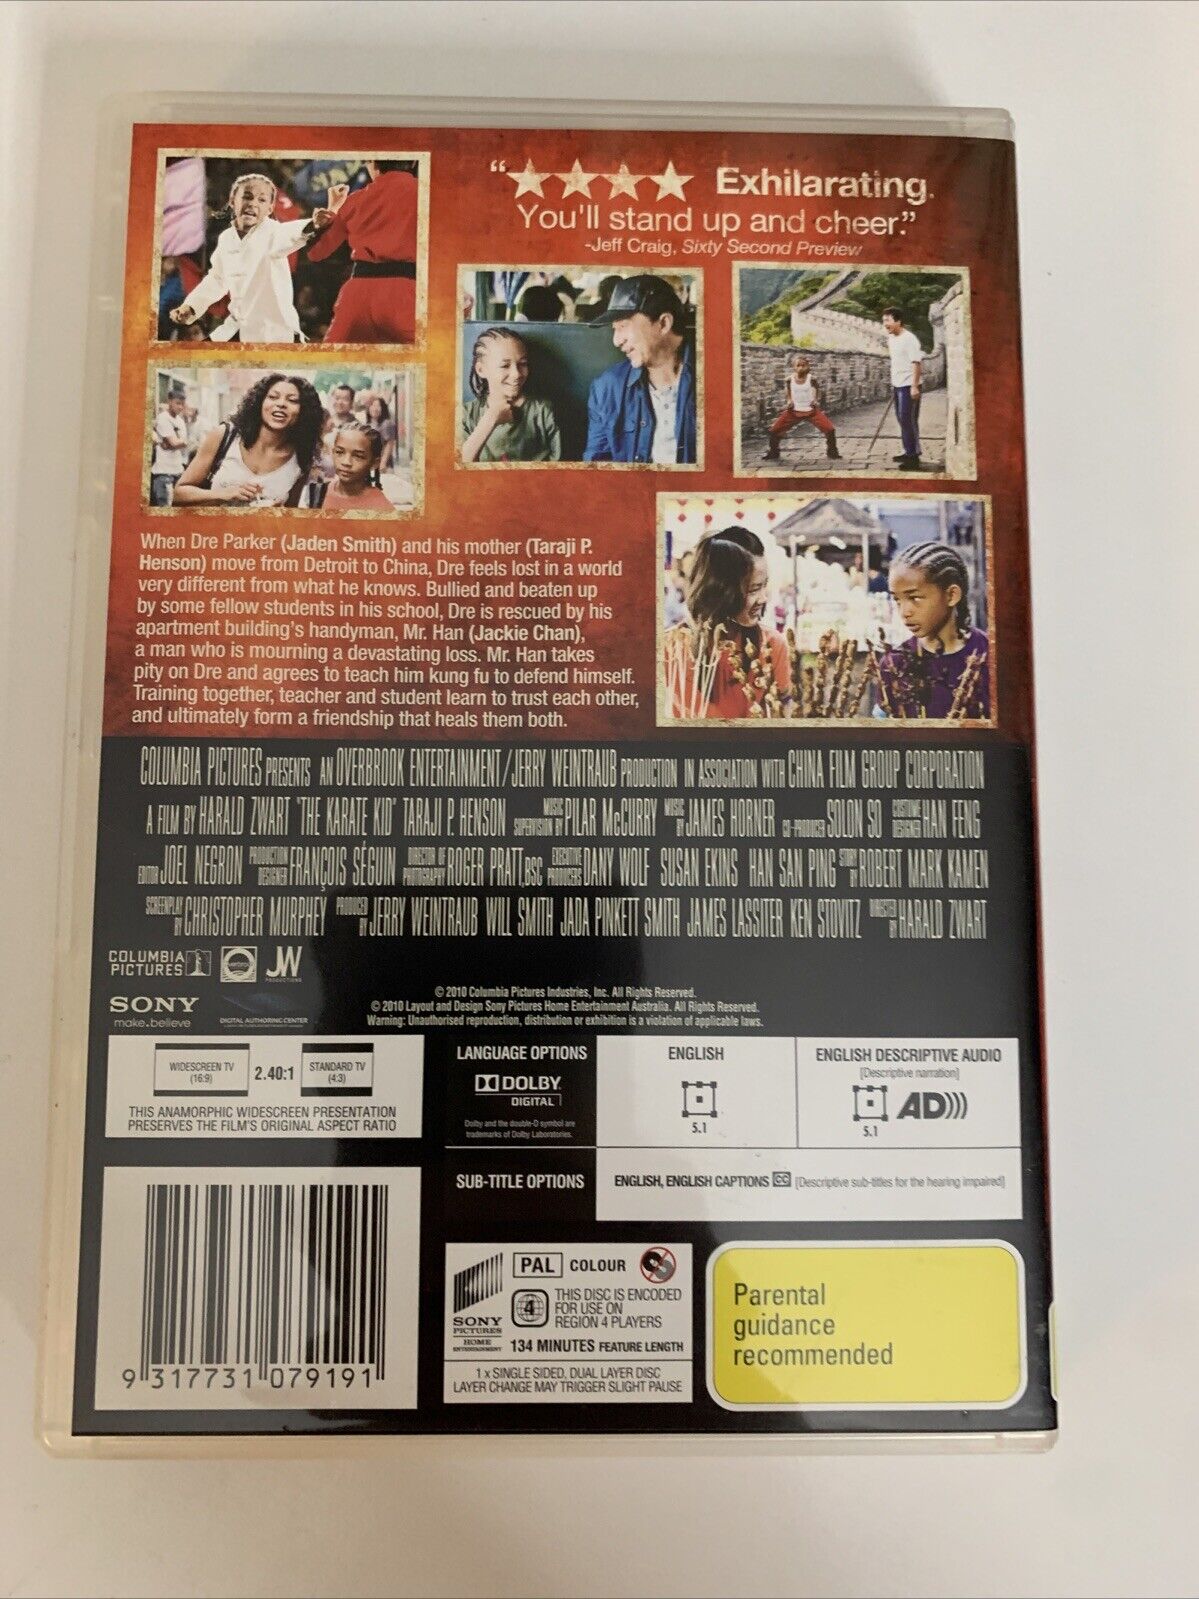 "★★★★ Exhilarating.
You'll stand up and cheer."
-Jeff Craig, Sixty Second Preview
When Dre Parker (Jaden Smith) and his mother (Taraji P.
Henson) move from Detroit to China, Dre feels lost in a world
very different from what he knows. Bullied and beaten up
by some fellow students in his school, Dre is rescued by his
apartment building's handyman, Mr. Han (Jackie Chan),
a man who is mourning a devastating loss. Mr. Han takes
pity on Dre and agrees to teach him kung fu to defend himself.
Training together, teacher and student learn to trust each other,
and ultimately form a friendship that heals them both.
COLUMBIA PICTURES PRESENTS AN OVERBROOK ENTERTAINMENT/JERRY WEINTRAUB PRODUCTION IN ASSOCIATION WITH CHINA FILM GROUP CORPORATION
A FILM BY HARALD ZWART "THE KARATE KID" TARAJI P. HENSON MUSIC SUPERVISION BY PILAR McCURRY MUSIC BY JAMES HORNER CO-PRODUCER SOLON SO COSTUME DESIGNER HAN FENG
EDITOR JOEL NEGRON PRODUCTION DESIGNER FRANÇOIS SÉGUIN DIRECTOR OF PHOTOGRAPHY ROGER PRATT, BSC EXECUTIVE PRODUCERS DANY WOLF SUSAN EKINS HAN SAN PING STORY BY ROBERT MARK KAMEN
SCREENPLAY BY CHRISTOPHER MURPHEY PRODUCED BY JERRY WEINTRAUB WILL SMITH JADA PINKETT SMITH JAMES LASSITER KEN STOVITZ DIRECTED BY HARALD ZWART
COLUMBIA
PICTURES
JW
PRODUCTIONS
SONY
make.believe
DIGITAL AUTHORING CENTER
© 2010 Columbia Pictures Industries, Inc. All Rights Reserved.
© 2010 Layout and Design Sony Pictures Home Entertainment Australia. All Rights Reserved.
Warning: Unauthorised reproduction, distribution or exhibition is a violation of applicable laws.
WIDESCREEN TV
(16:9)
2.40:1
STANDARD TV
(4:3)
THIS ANAMORPHIC WIDESCREEN PRESENTATION
PRESERVES THE FILM'S ORIGINAL ASPECT RATIO
LANGUAGE OPTIONS
DOLBY
DIGITAL
Dolby and the double-D symbol are
trademarks of Dolby Laboratories.
ENGLISH
5.1
ENGLISH DESCRIPTIVE AUDIO
[Descriptive narration]
5.1
AD)))
SUB-TITLE OPTIONS
ENGLISH, ENGLISH CAPTIONS CC [Descriptive sub-titles for the hearing impaired]
9 317731 079191
SONY
PICTURES
HOME
ENTERTAINMENT
PAL COLOUR
4
THIS DISC IS ENCODED
FOR USE ON
REGION 4 PLAYERS
134 MINUTES FEATURE LENGTH
1 x SINGLE SIDED, DUAL LAYER DISC
LAYER CHANGE MAY TRIGGER SLIGHT PAUSE
Parental
guidance
recommended